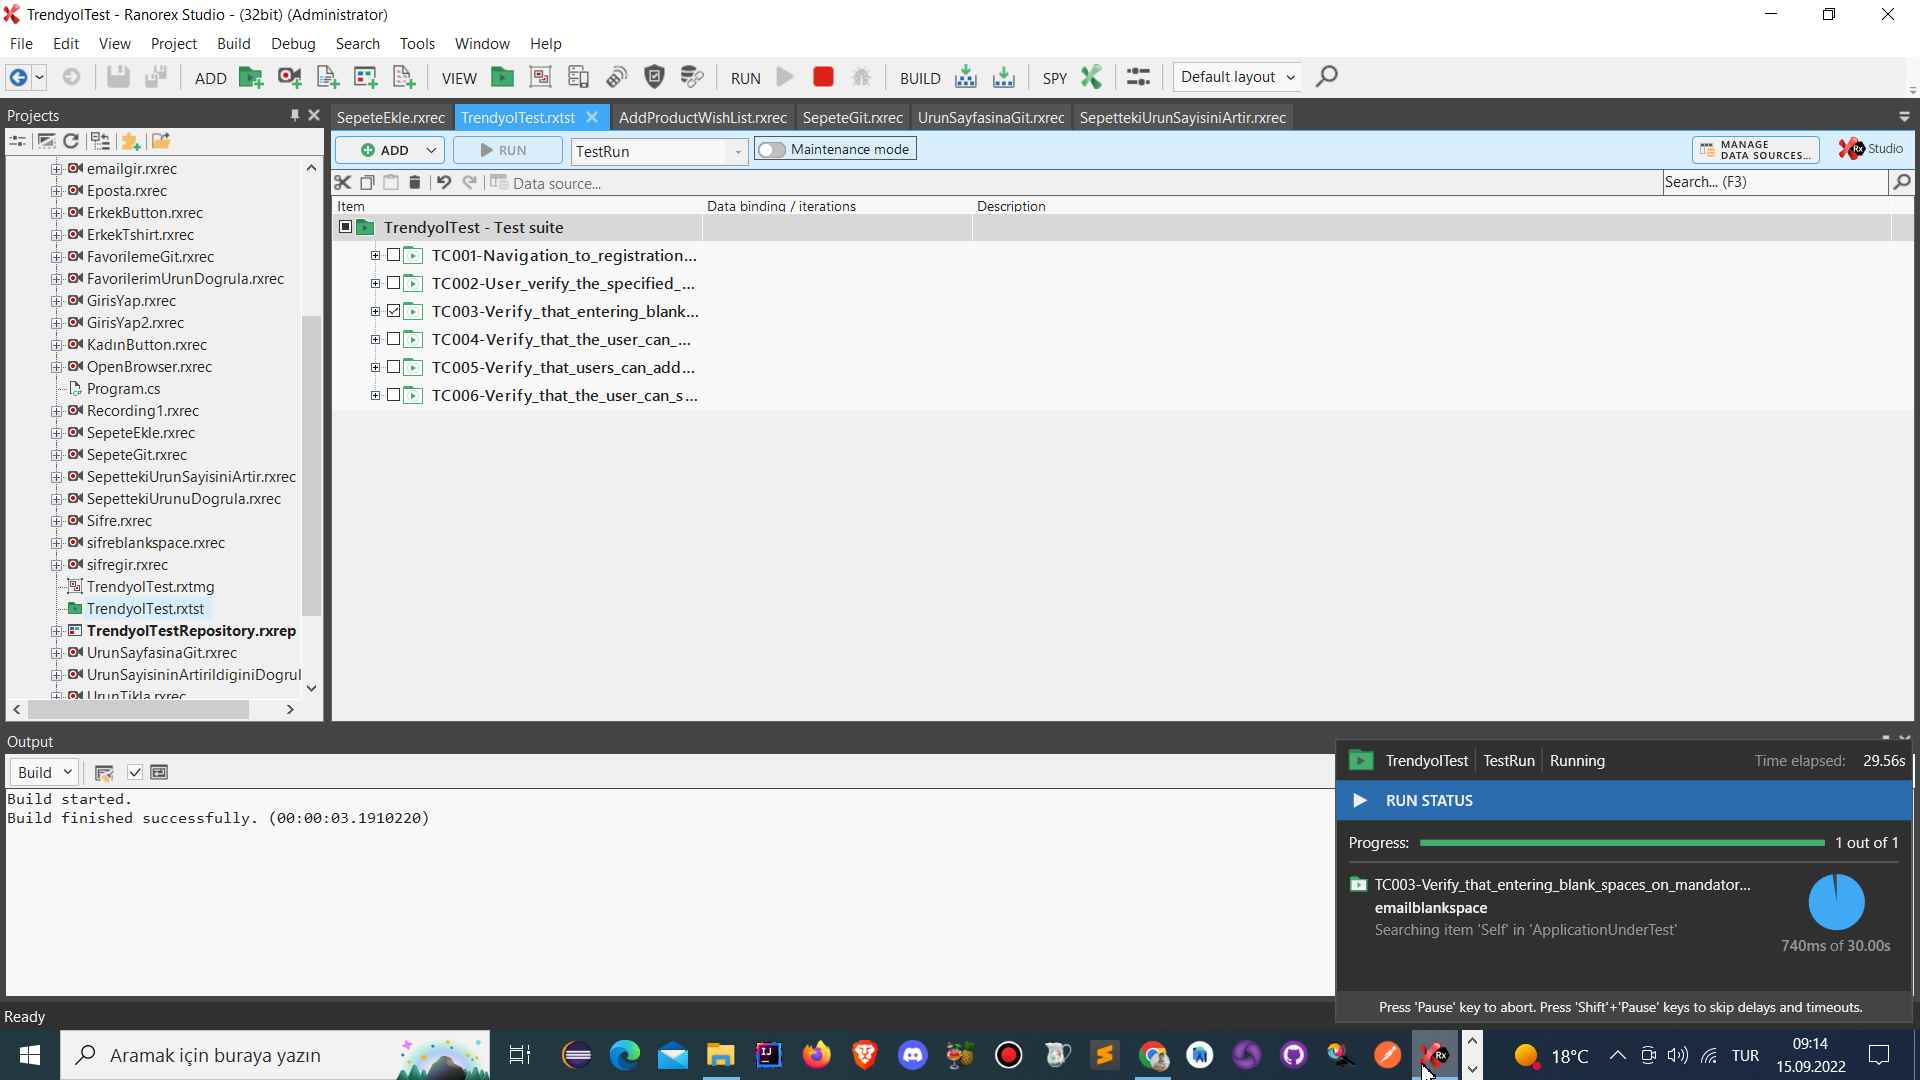 TrendyolTest - Ranorex Studio - (32bit) (Administrator)
File Edit View Project Build Debug Search Tools Window Help
ADD VIEW RUN BUILD SPY Default layout
Projects
SepeteEkle.rxrec TrendyolTest.rxtst AddProductWishList.rxrec SepeteGit.rxrec UrunSayfasinaGit.rxrec SepettekiUrunSayisiniArtir.rxrec
ADD RUN TestRun Maintenance mode MANAGE DATA SOURCES... Rx Studio
Data source... Search... (F3)
Item Data binding / iterations Description
TrendyolTest - Test suite
TC001-Navigation_to_registration...
TC002-User_verify_the_specified_...
TC003-Verify_that_entering_blank...
TC004-Verify_that_the_user_can_...
TC005-Verify_that_users_can_add...
TC006-Verify_that_the_user_can_s...
emailgir.rxrec
Eposta.rxrec
ErkekButton.rxrec
ErkekTshirt.rxrec
FavorilemeGit.rxrec
FavorilerimUrunDogrula.rxrec
GirisYap.rxrec
GirisYap2.rxrec
KadınButton.rxrec
OpenBrowser.rxrec
Program.cs
Recording1.rxrec
SepeteEkle.rxrec
SepeteGit.rxrec
SepettekiUrunSayisiniArtir.rxrec
SepettekiUrunuDogrula.rxrec
Sifre.rxrec
sifreblankspace.rxrec
sifregir.rxrec
TrendyolTest.rxtmg
TrendyolTest.rxtst
TrendyolTestRepository.rxrep
UrunSayfasinaGit.rxrec
UrunSayisininArtirildiginiDogrul
UrunTikla.rxrec
Output
Build
Build started.
Build finished successfully. (00:00:03.1910220)
TrendyolTest TestRun Running Time elapsed: 29.56s
RUN STATUS
Progress: 1 out of 1
TC003-Verify_that_entering_blank_spaces_on_mandator...
emailblankspace
Searching item 'Self' in 'ApplicationUnderTest'
740ms of 30.00s
Press 'Pause' key to abort. Press 'Shift'+'Pause' keys to skip delays and timeouts.
Ready
Aramak için buraya yazın
18°C TUR
09:14
15.09.2022